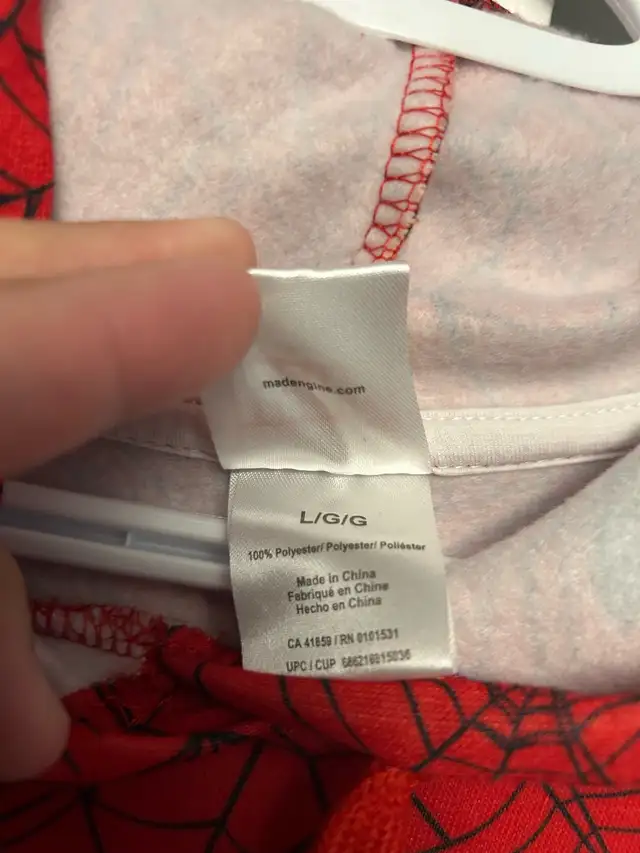 madengine.com
L/G/G
100% Polyester/ Polyester/ Poliéster
Made in China
Fabriqué en Chine
Hecho en China
CA 41859 / RN 0101531
UPC / CUP 686216915036